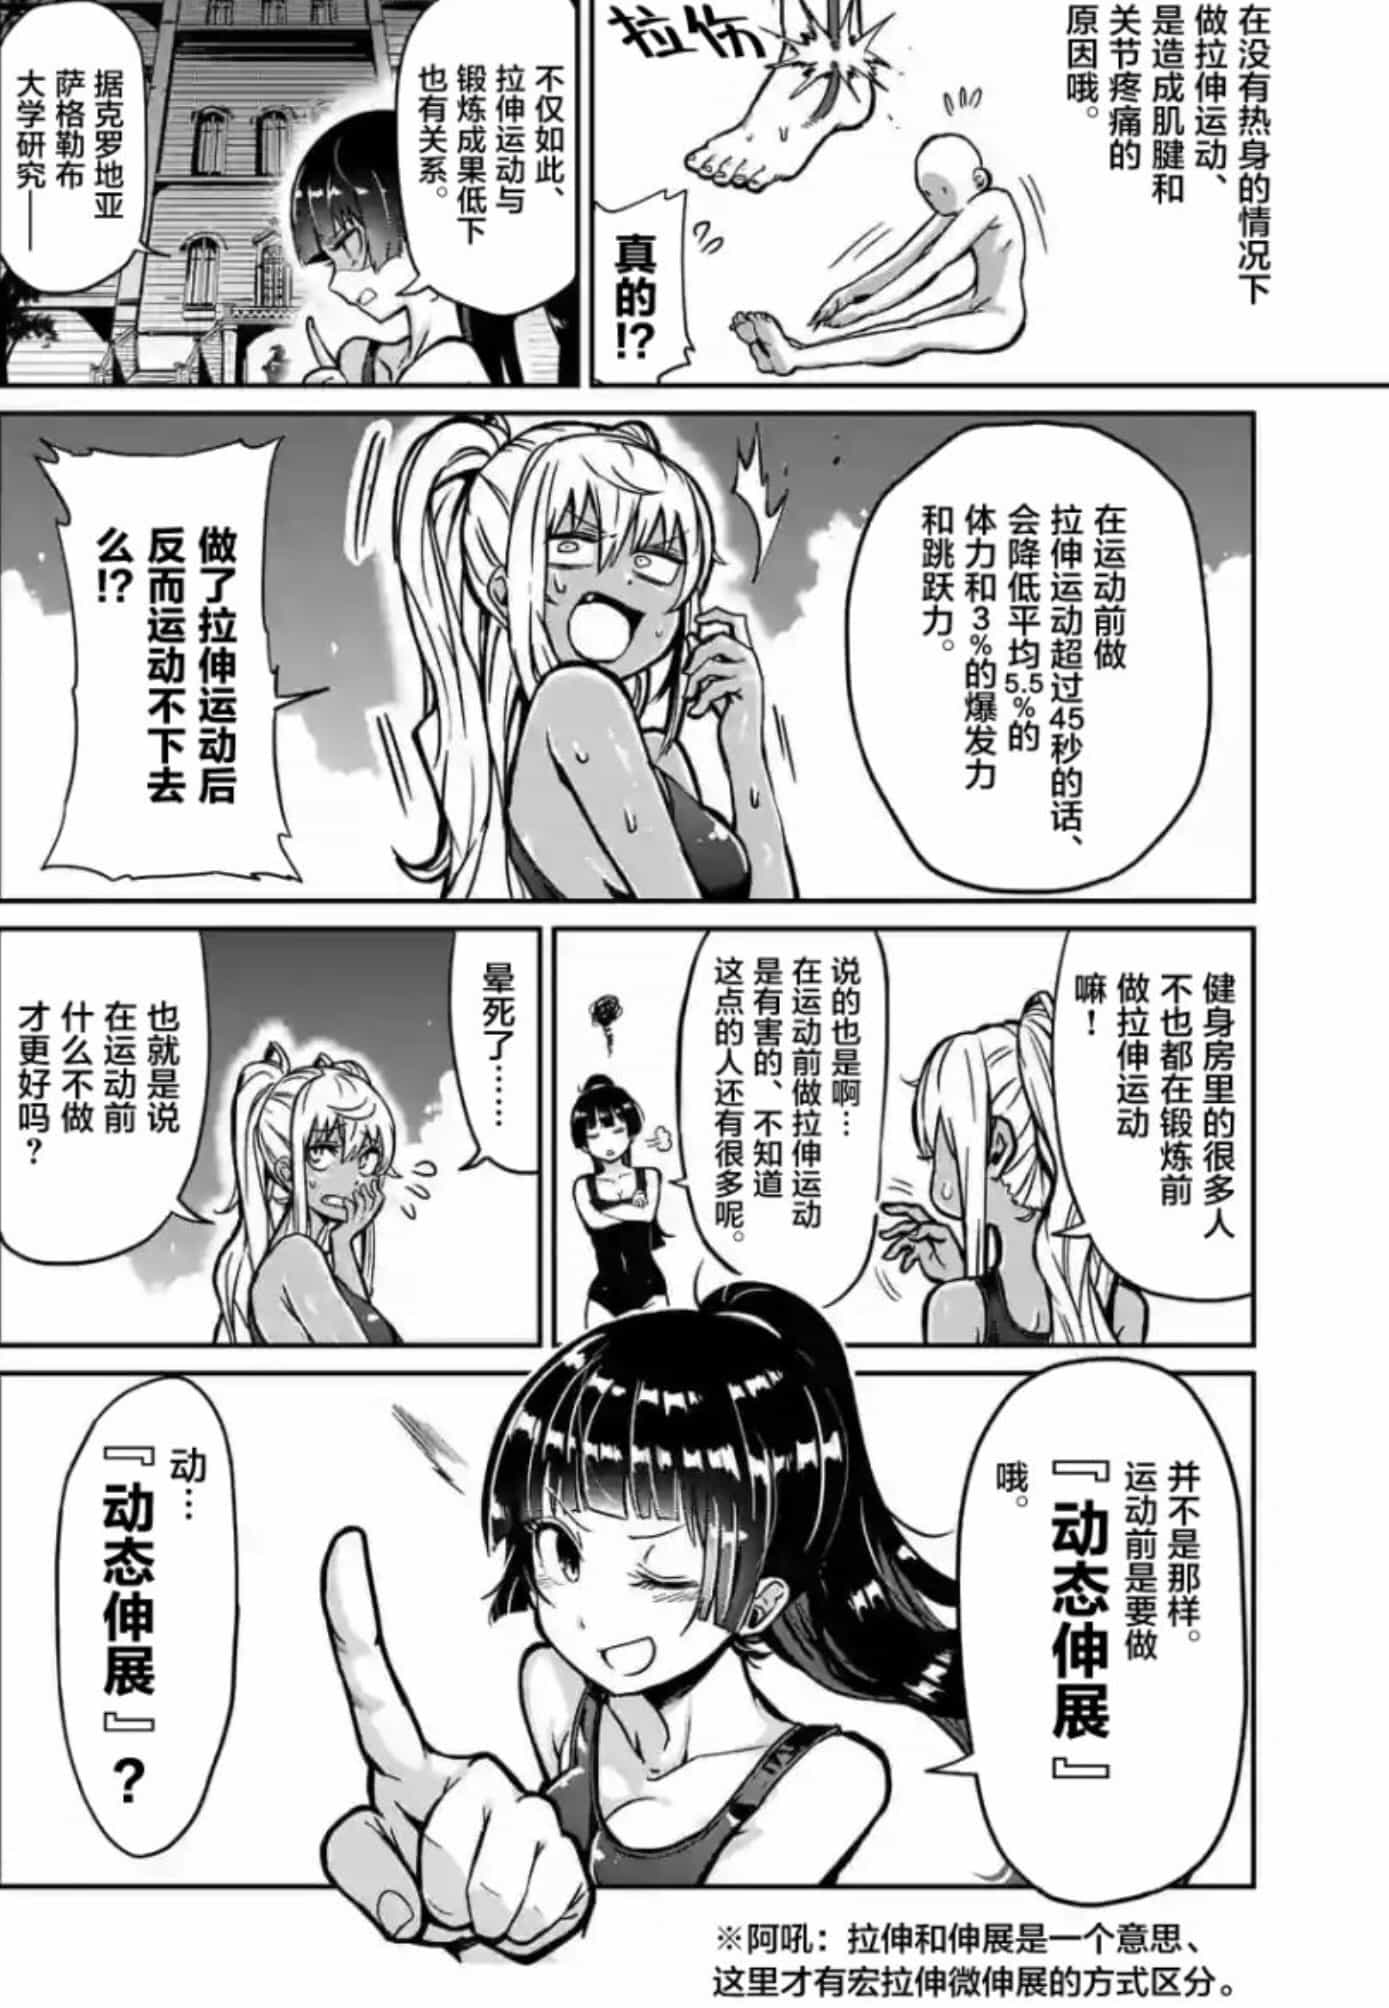 在没有热身的情况下
做拉伸运动、
是造成肌腱和
关节疼痛的
原因哦。
拉伤
真的!?
不仅如此、
拉伸运动与
锻炼成果低下
也有关系。
据克罗地亚
萨格勒布
大学研究——
在运动前做
拉伸运动超过45秒的话、
会降低平均5.5%的
体力和3%的爆发力
和跳跃力。
做了拉伸运动后
反而运动不下去
么!?
健身房里的很多人
不也都在锻炼前
做拉伸运动
嘛！
说的也是啊…
在运动前做拉伸运动
是有害的、不知道
这点的人还有很多呢。
晕死了……
也就是说
在运动前
什么不做
才更好吗？
并不是那样。
运动前是要做
『动态伸展』
哦。
动…
『动态伸展』？
※阿吼：拉伸和伸展是一个意思、
这里才有宏拉伸微伸展的方式区分。